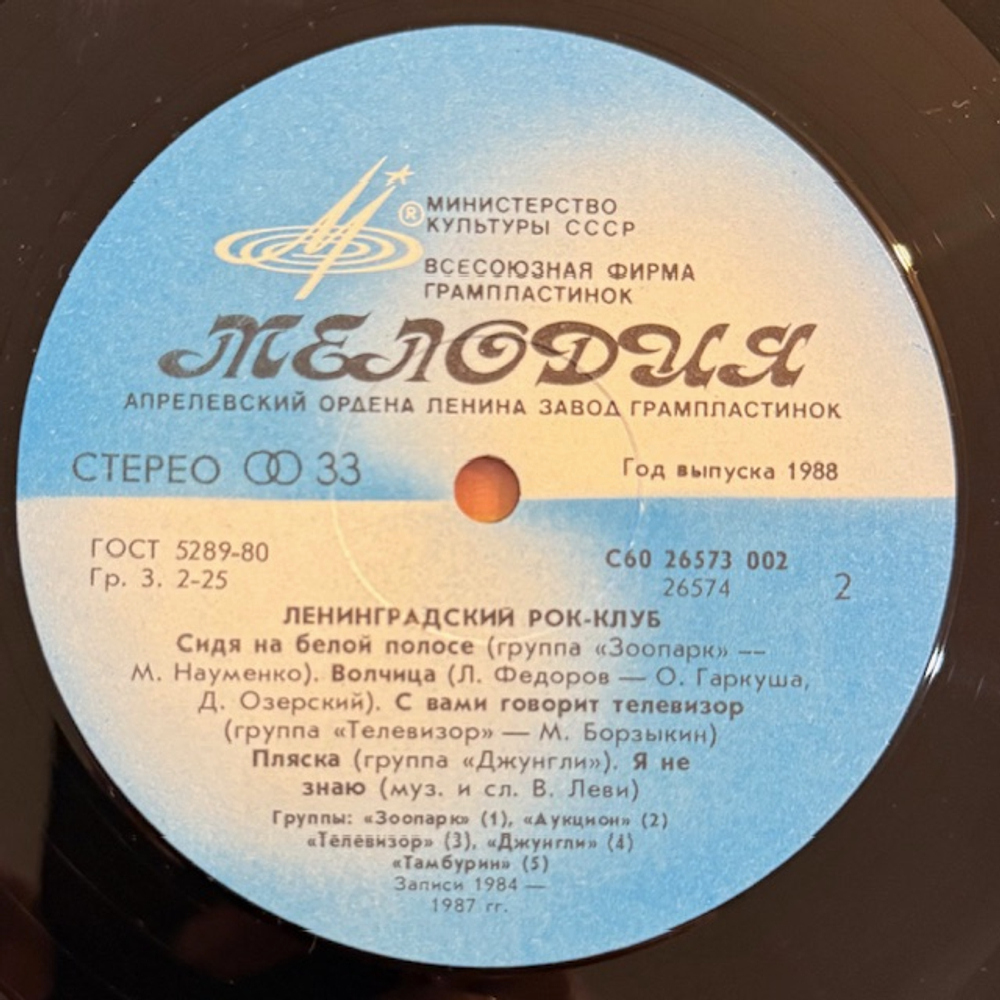 ®
МИНИСТЕРСТВО
КУЛЬТУРЫ СССР
ВСЕСОЮЗНАЯ ФИРМА
ГРАМПЛАСТИНОК
МЕЛОДИЯ
АПРЕЛЕВСКИЙ ОРДЕНА ЛЕНИНА ЗАВОД ГРАМПЛАСТИНОК
СТЕРЕО 33
Год выпуска 1988
ГОСТ 5289-80
Гр. 3. 2-25
С60 26573 002
26574
2
ЛЕНИНГРАДСКИЙ РОК-КЛУБ
Сидя на белой полосе (группа «Зоопарк» —
М. Науменко). Волчица (Л. Федоров — О. Гаркуша,
Д. Озерский). С вами говорит телевизор
(группа «Телевизор» — М. Борзыкин)
Пляска (группа «Джунгли»). Я не
знаю (муз. и сл. В. Леви)
Группы: «Зоопарк» (1), «Аукцион» (2)
«Телевизор» (3), «Джунгли» (4)
«Тамбурин» (5)
Записи 1984 —
1987 гг.